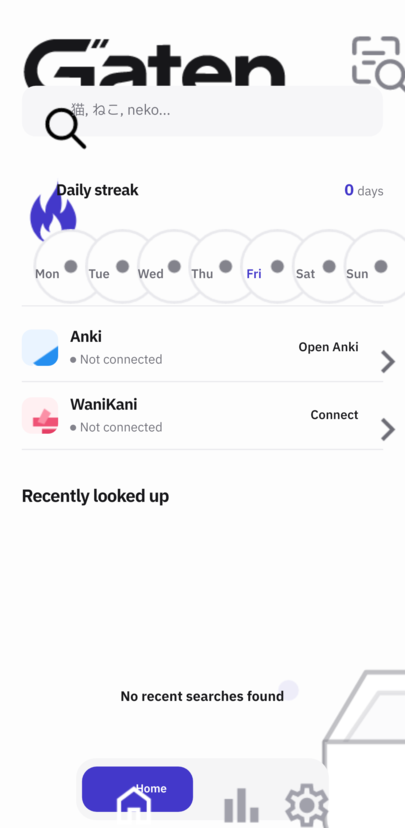 Gaten
猫, ねこ, neko...
Daily streak
0 days
Mon Tue Wed Thu Fri Sat Sun
Anki
Not connected
Open Anki
WaniKani
Not connected
Connect
Recently looked up
No recent searches found
Home